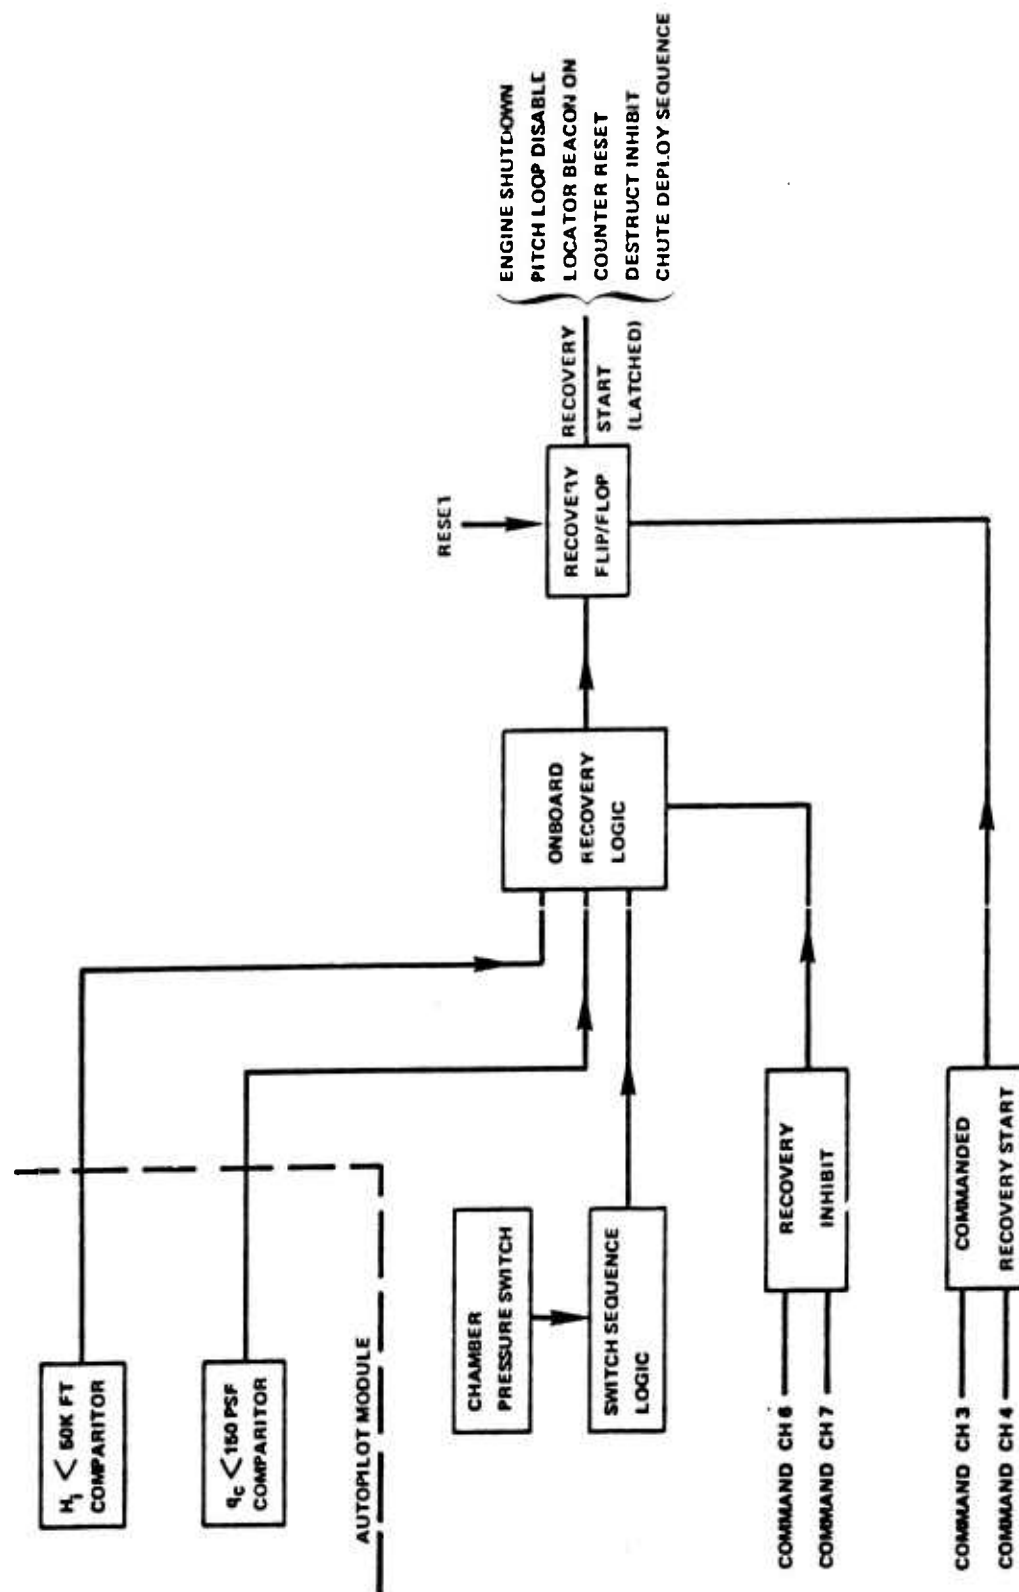 H_i < 50K FT
COMPARITOR
q_c < 150 PSF
COMPARITOR
AUTOPILOT MODULE
CHAMBER
PRESSURE SWITCH
SWITCH SEQUENCE
LOGIC
COMMAND CH 6
COMMAND CH 7
RECOVERY
INHIBIT
COMMAND CH 3
COMMAND CH 4
COMMANDED
RECOVERY START
ONBOARD
RECOVERY
LOGIC
RESET
RECOVERY
FLIP/FLOP
RECOVERY
START
(LATCHED)
ENGINE SHUTDOWN
PITCH LOOP DISABLE
LOCATOR BEACON ON
COUNTER RESET
DESTRUCT INHIBIT
CHUTE DEPLOY SEQUENCE